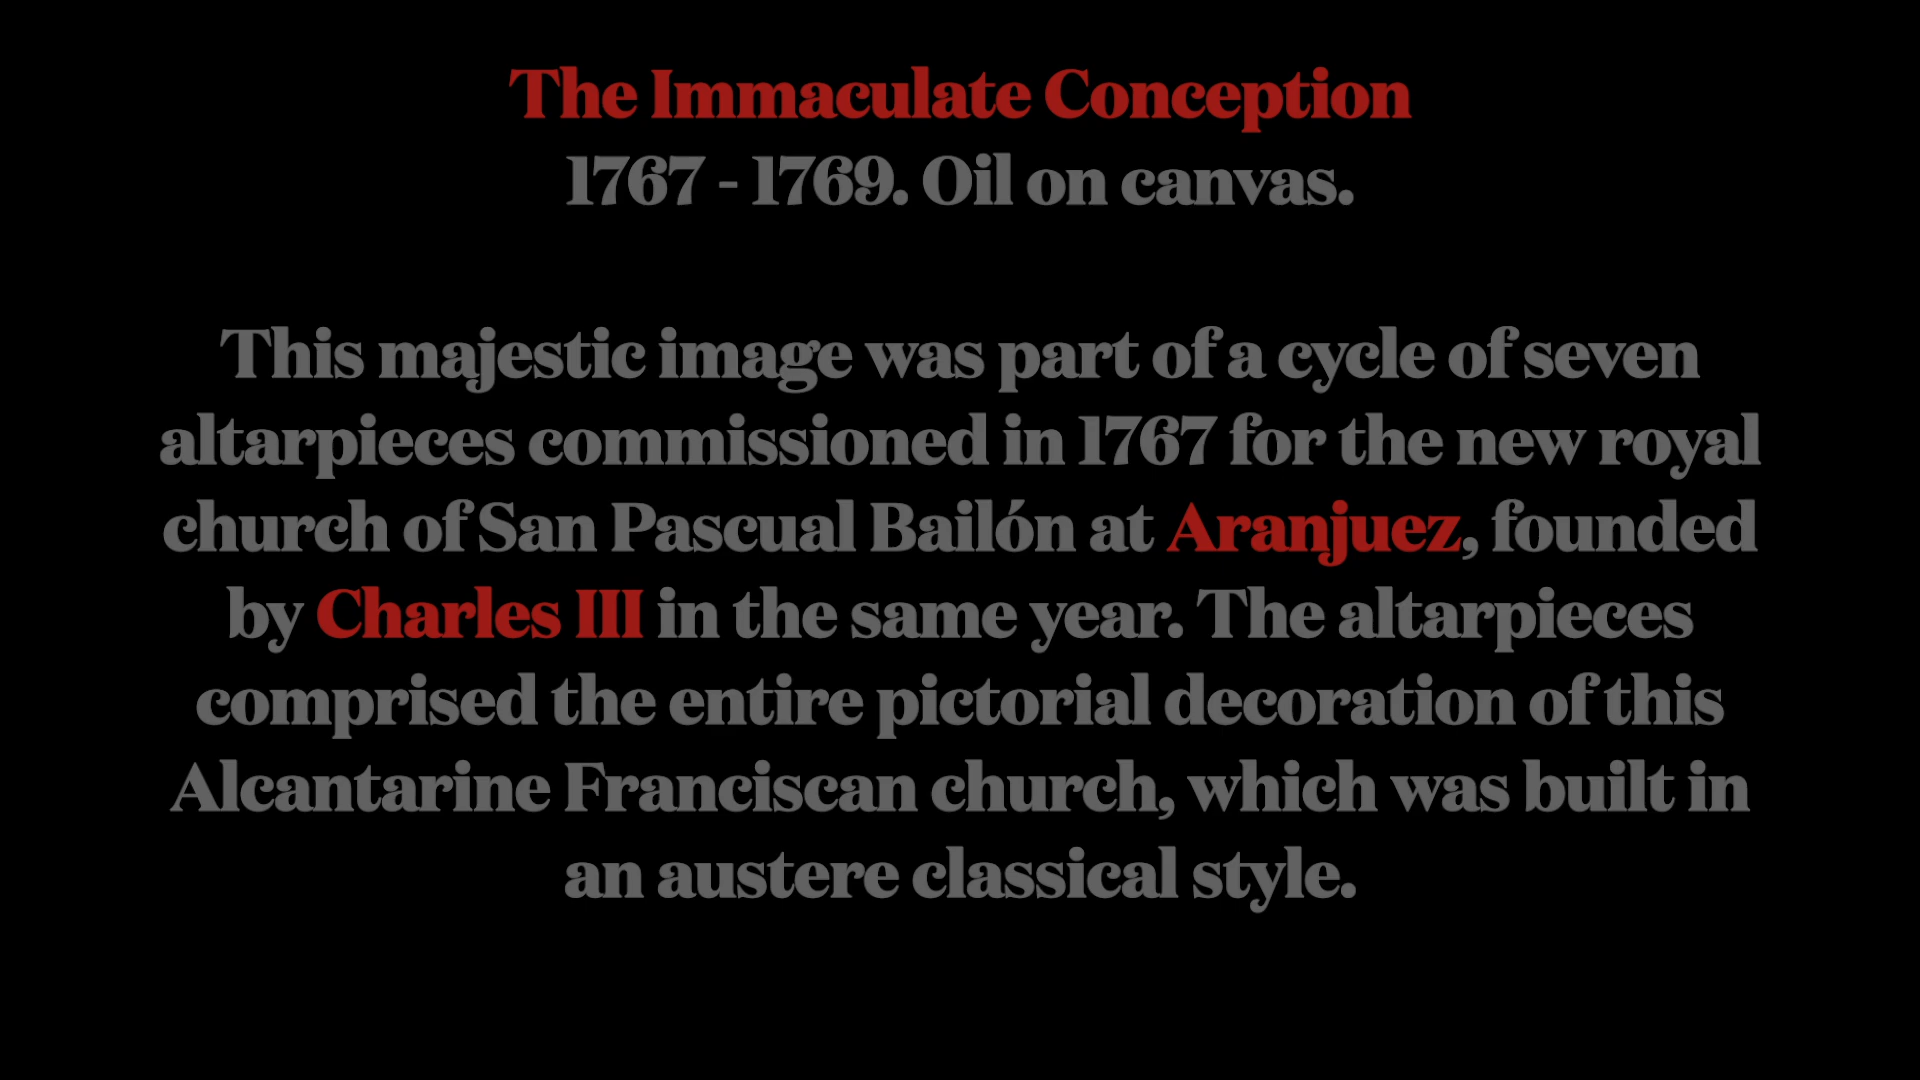 The Immaculate Conception
1767 - 1769. Oil on canvas.
This majestic image was part of a cycle of seven
altarpieces commissioned in 1767 for the new royal
church of San Pascual Bailón at Aranjuez, founded
by Charles III in the same year. The altarpieces
comprised the entire pictorial decoration of this
Alcantarine Franciscan church, which was built in
an austere classical style.